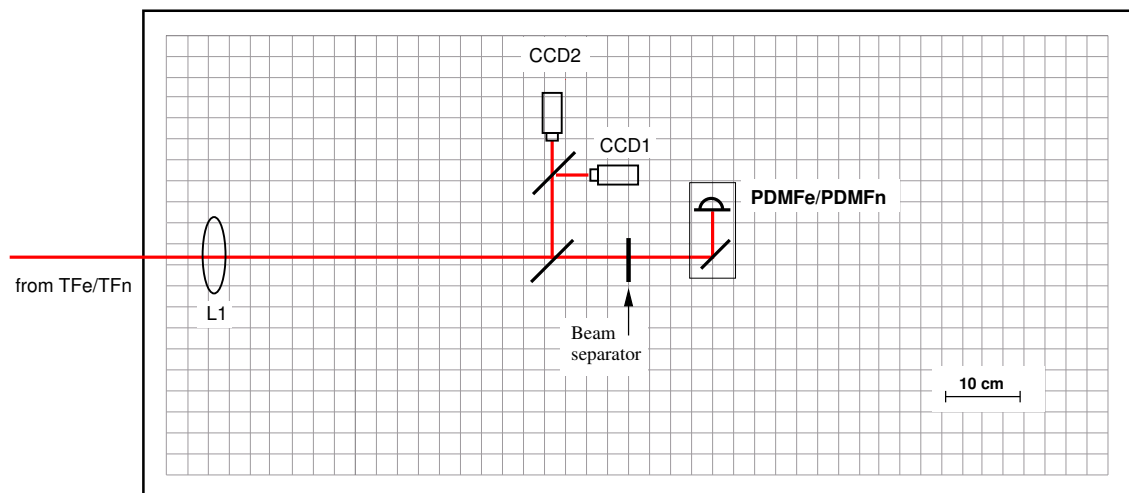 CCD2
CCD1
PDMFe/PDMFn
from TFe/TFn
L1
Beam
separator
10 cm